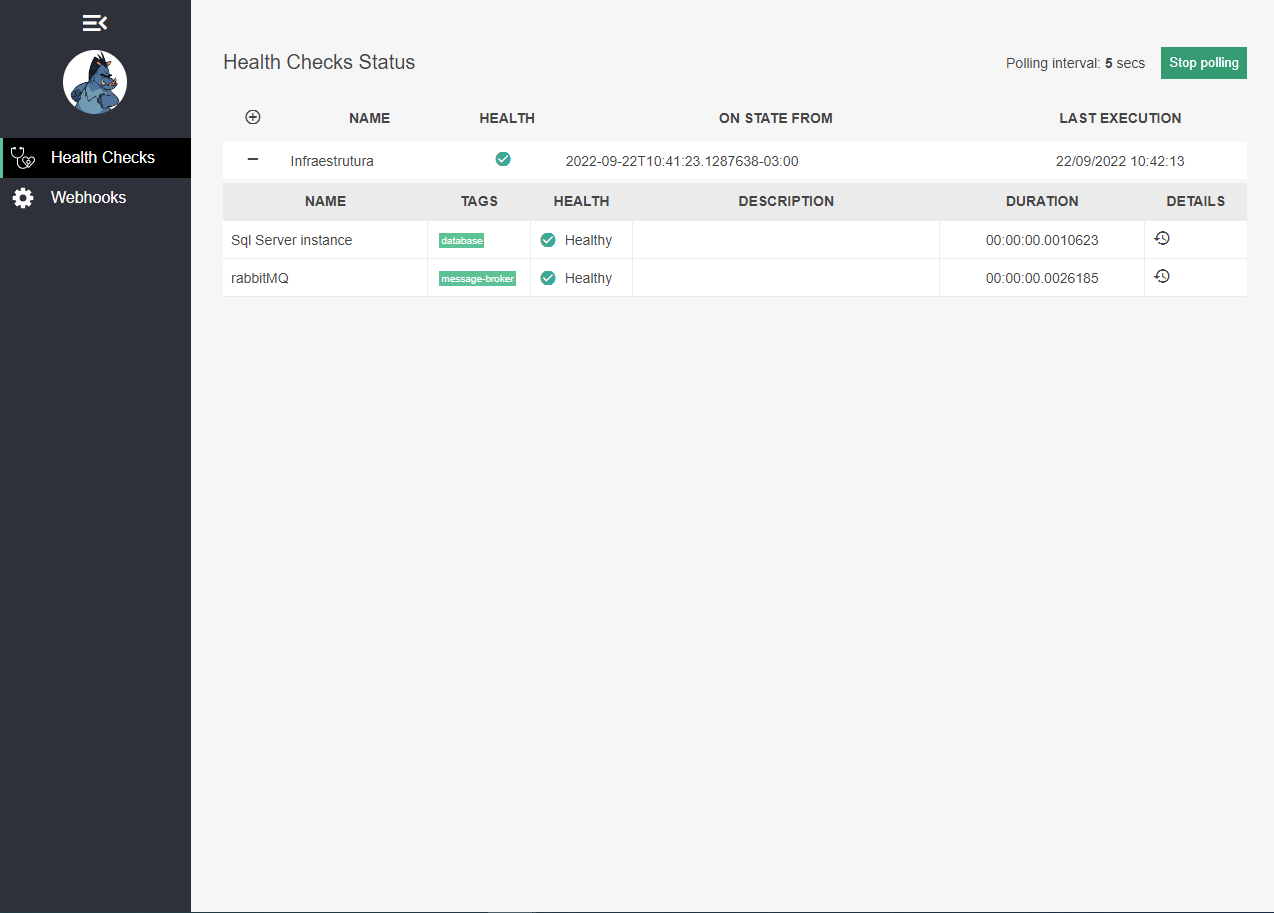 Health Checks Status
Polling interval: 5 secs
Stop polling
Health Checks
Webhooks
NAME HEALTH ON STATE FROM LAST EXECUTION
Infraestrutura 2022-09-22T10:41:23.1287638-03:00 22/09/2022 10:42:13
NAME TAGS HEALTH DESCRIPTION DURATION DETAILS
Sql Server instance database Healthy 00:00:00.0010623
rabbitMQ message-broker Healthy 00:00:00.0026185